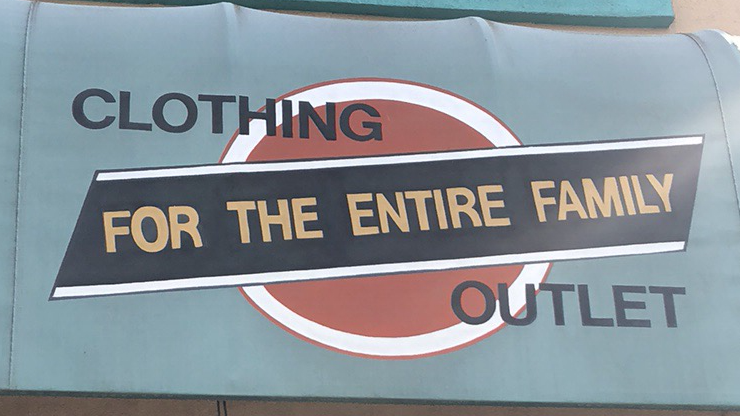 CLOTHING
FOR THE ENTIRE FAMILY
OUTLET